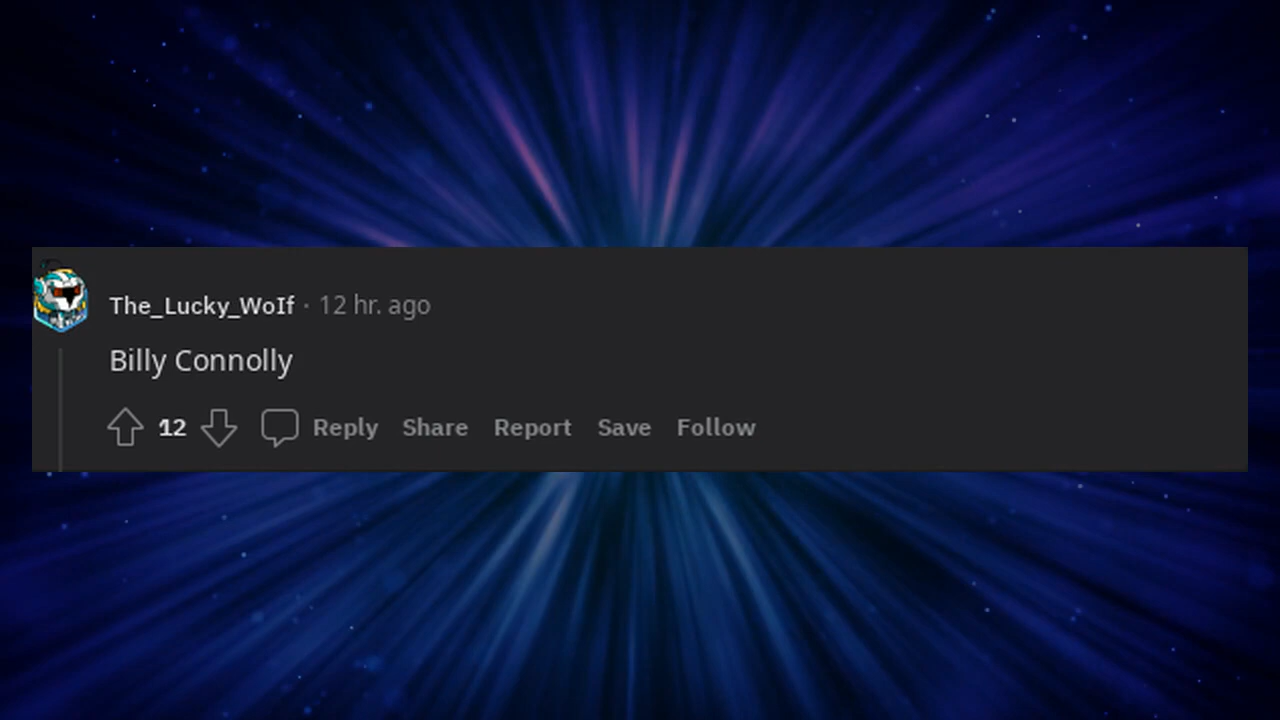 The_Lucky_WoIf · 12 hr. ago
Billy Connolly
12 Reply Share Report Save Follow